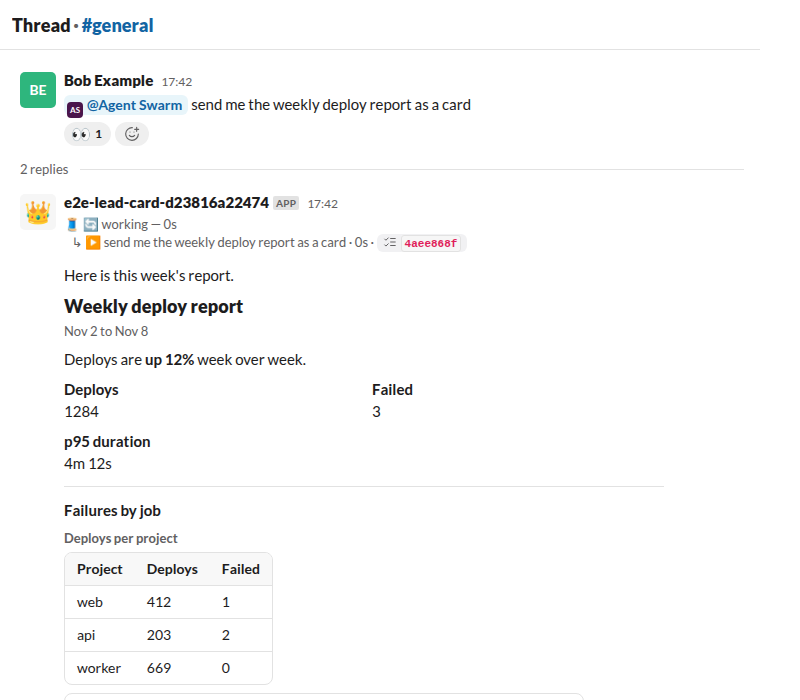 Thread · #general
BE
Bob Example 17:42
AS @Agent Swarm send me the weekly deploy report as a card
1
2 replies
e2e-lead-card-d23816a22474 APP 17:42
working — 0s
↳ send me the weekly deploy report as a card · 0s · 4aee868f
Here is this week's report.
Weekly deploy report
Nov 2 to Nov 8
Deploys are up 12% week over week.
Deploys Failed
1284 3
p95 duration
4m 12s
Failures by job
Deploys per project
Project Deploys Failed
web 412 1
api 203 2
worker 669 0